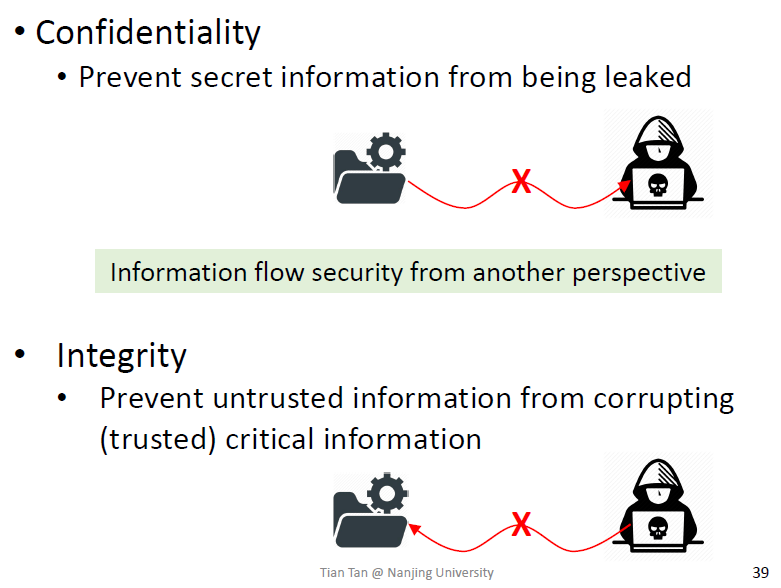 • Confidentiality
• Prevent secret information from being leaked
X
Information flow security from another perspective
• Integrity
• Prevent untrusted information from corrupting
(trusted) critical information
X
Tian Tan @ Nanjing University
39